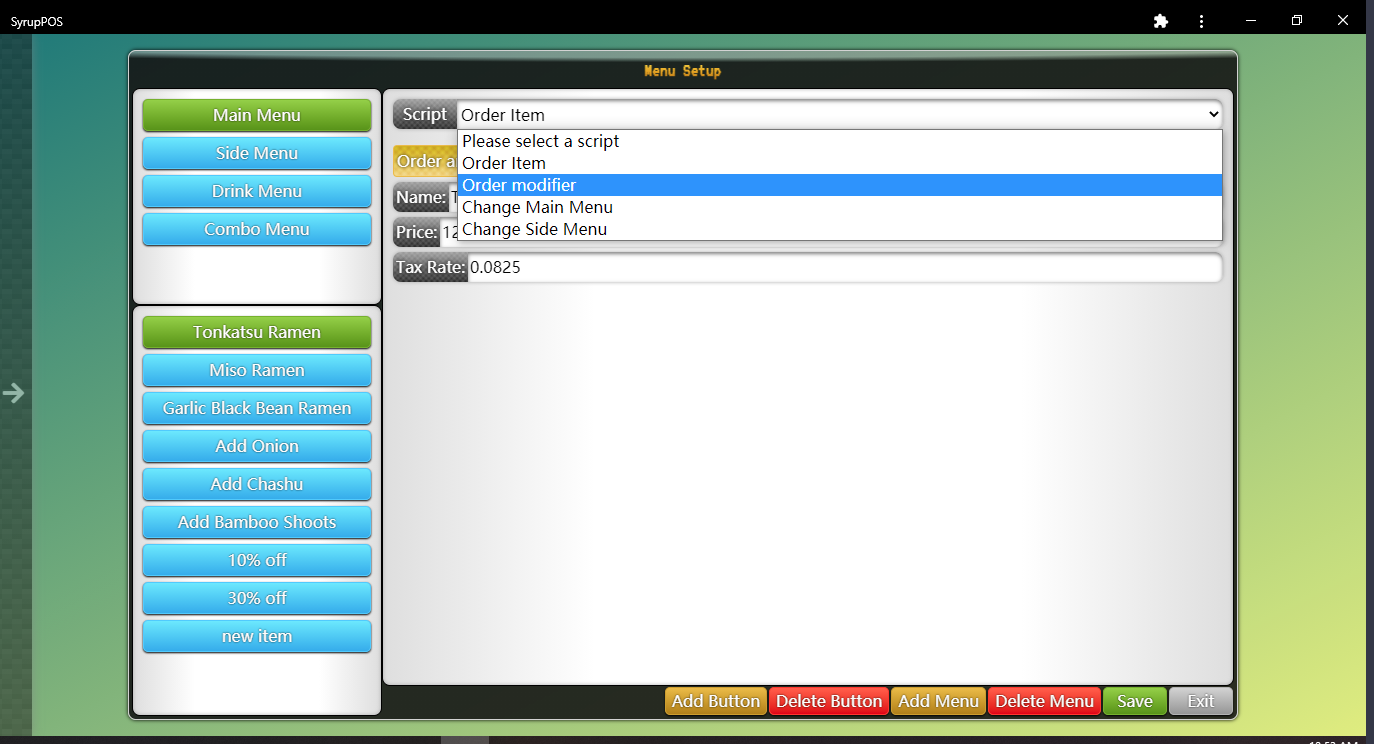 SyrupPOS
Menu Setup
Main Menu
Side Menu
Drink Menu
Combo Menu
Tonkatsu Ramen
Miso Ramen
Garlic Black Bean Ramen
Add Onion
Add Chashu
Add Bamboo Shoots
10% off
30% off
new item
Script Order Item
Please select a script
Order Item
Order modifier
Change Main Menu
Change Side Menu
Order a
Name: T
Price: 12
Tax Rate: 0.0825
Add Button Delete Button Add Menu Delete Menu Save Exit